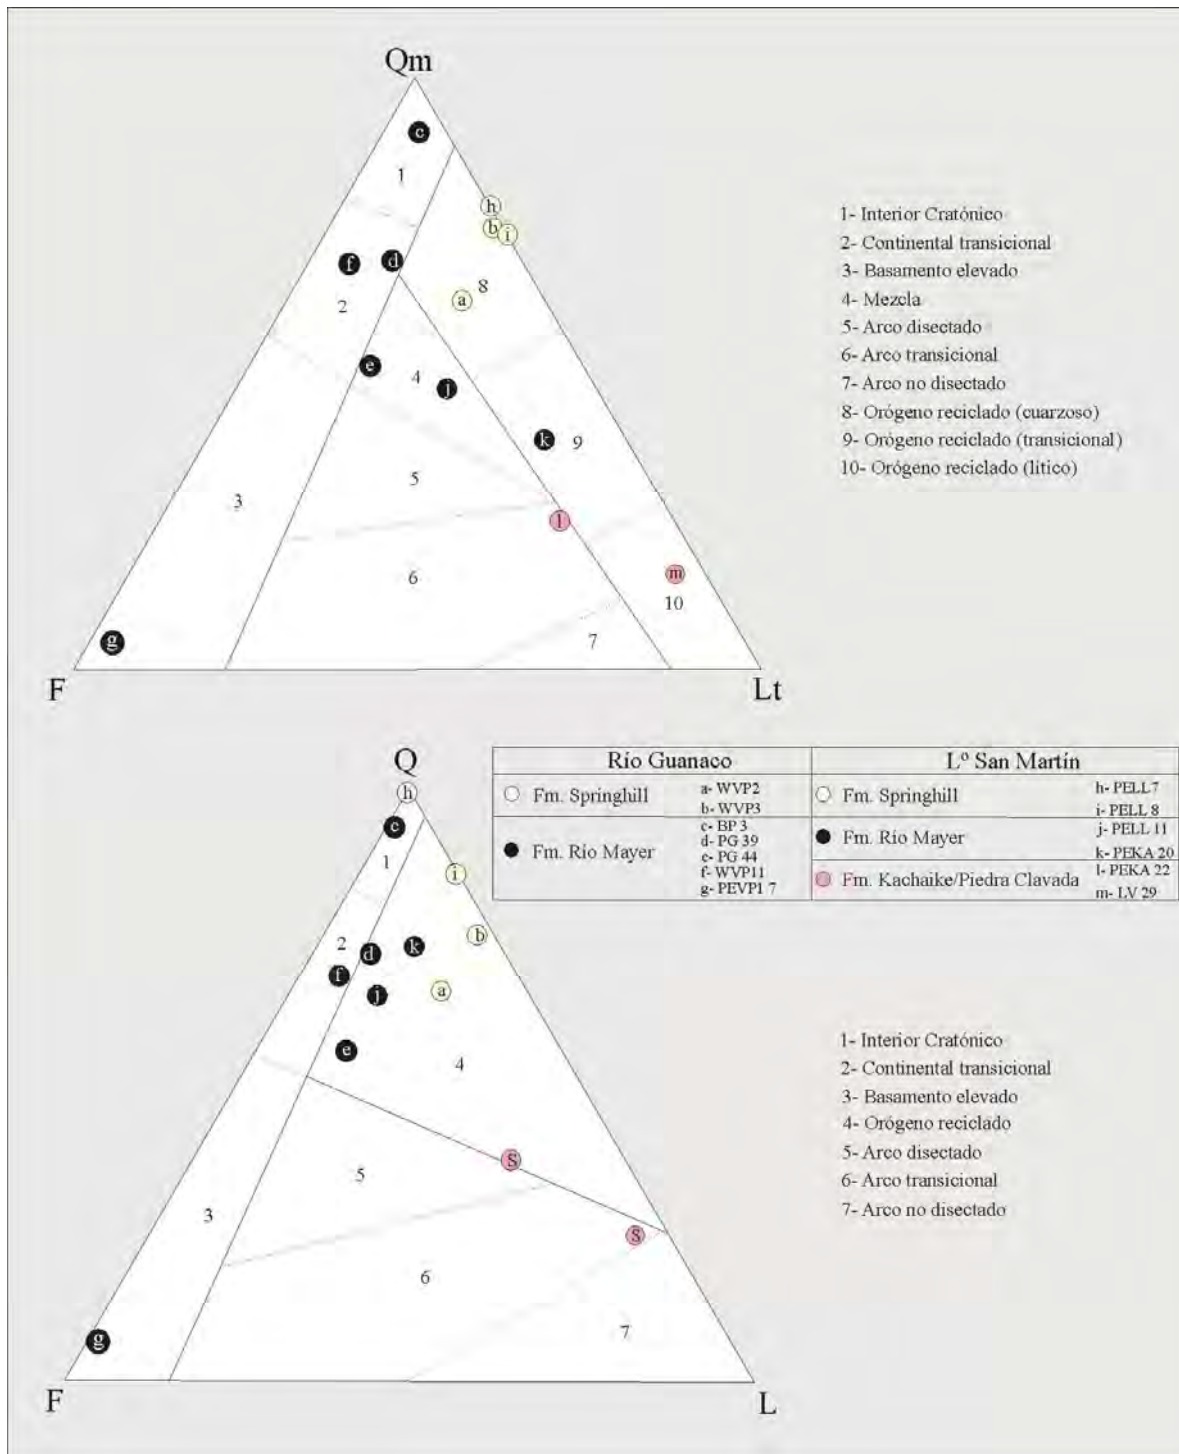 Qm
c
1
h
b
i
f
d
8
2
a
e
4
j
k
9
5
3
l
6
m
10
7
g
F
Lt
1- Interior Cratónico
2- Continental transicional
3- Basamento elevado
4- Mezcla
5- Arco disectado
6- Arco transicional
7- Arco no disectado
8- Orógeno reciclado (cuarzoso)
9- Orógeno reciclado (transicional)
10- Orógeno reciclado (lítico)
Río Guanaco
Fm. Springhill
a- WVP2
b- WVP3
Fm. Río Mayer
c- BP 3
d- PG 39
e- PG 44
f- WVP11
g- PEVP1 7
Lº San Martín
Fm. Springhill
h- PELL7
i- PELL 8
Fm. Río Mayer
j- PELL 11
k- PEKA 20
Fm. Kachaike/Piedra Clavada
l- PEKA 22
m- LV 29
Q
h
c
1
i
2
b
d
k
f
j
a
e
4
S
5
3
S
6
7
g
F
L
1- Interior Cratónico
2- Continental transicional
3- Basamento elevado
4- Orógeno reciclado
5- Arco disectado
6- Arco transicional
7- Arco no disectado